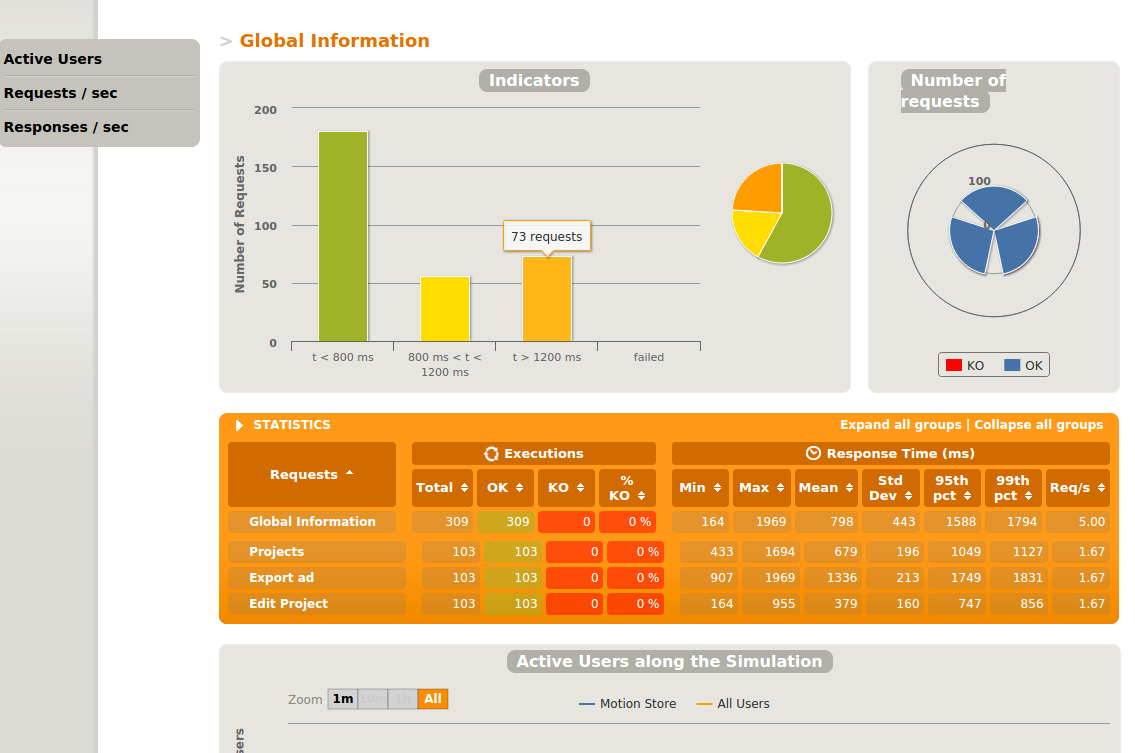 Active Users
Requests / sec
Responses / sec
> Global Information
Indicators
200
150
100
50
0
Number of Requests
73 requests
t < 800 ms
800 ms < t <
1200 ms
t > 1200 ms
failed
Number of
requests
100
0
KO OK
STATISTICS Expand all groups | Collapse all groups
Requests Executions Response Time (ms)
Total OK KO % KO Min Max Mean Std Dev 95th pct 99th pct Req/s
Global Information 309 309 0 0 % 164 1969 798 443 1588 1794 5.00
Projects 103 103 0 0 % 433 1694 679 196 1049 1127 1.67
Export ad 103 103 0 0 % 907 1969 1336 213 1749 1831 1.67
Edit Project 103 103 0 0 % 164 955 379 160 747 856 1.67
Active Users along the Simulation
Zoom 1m 10m 1h All
Motion Store All Users